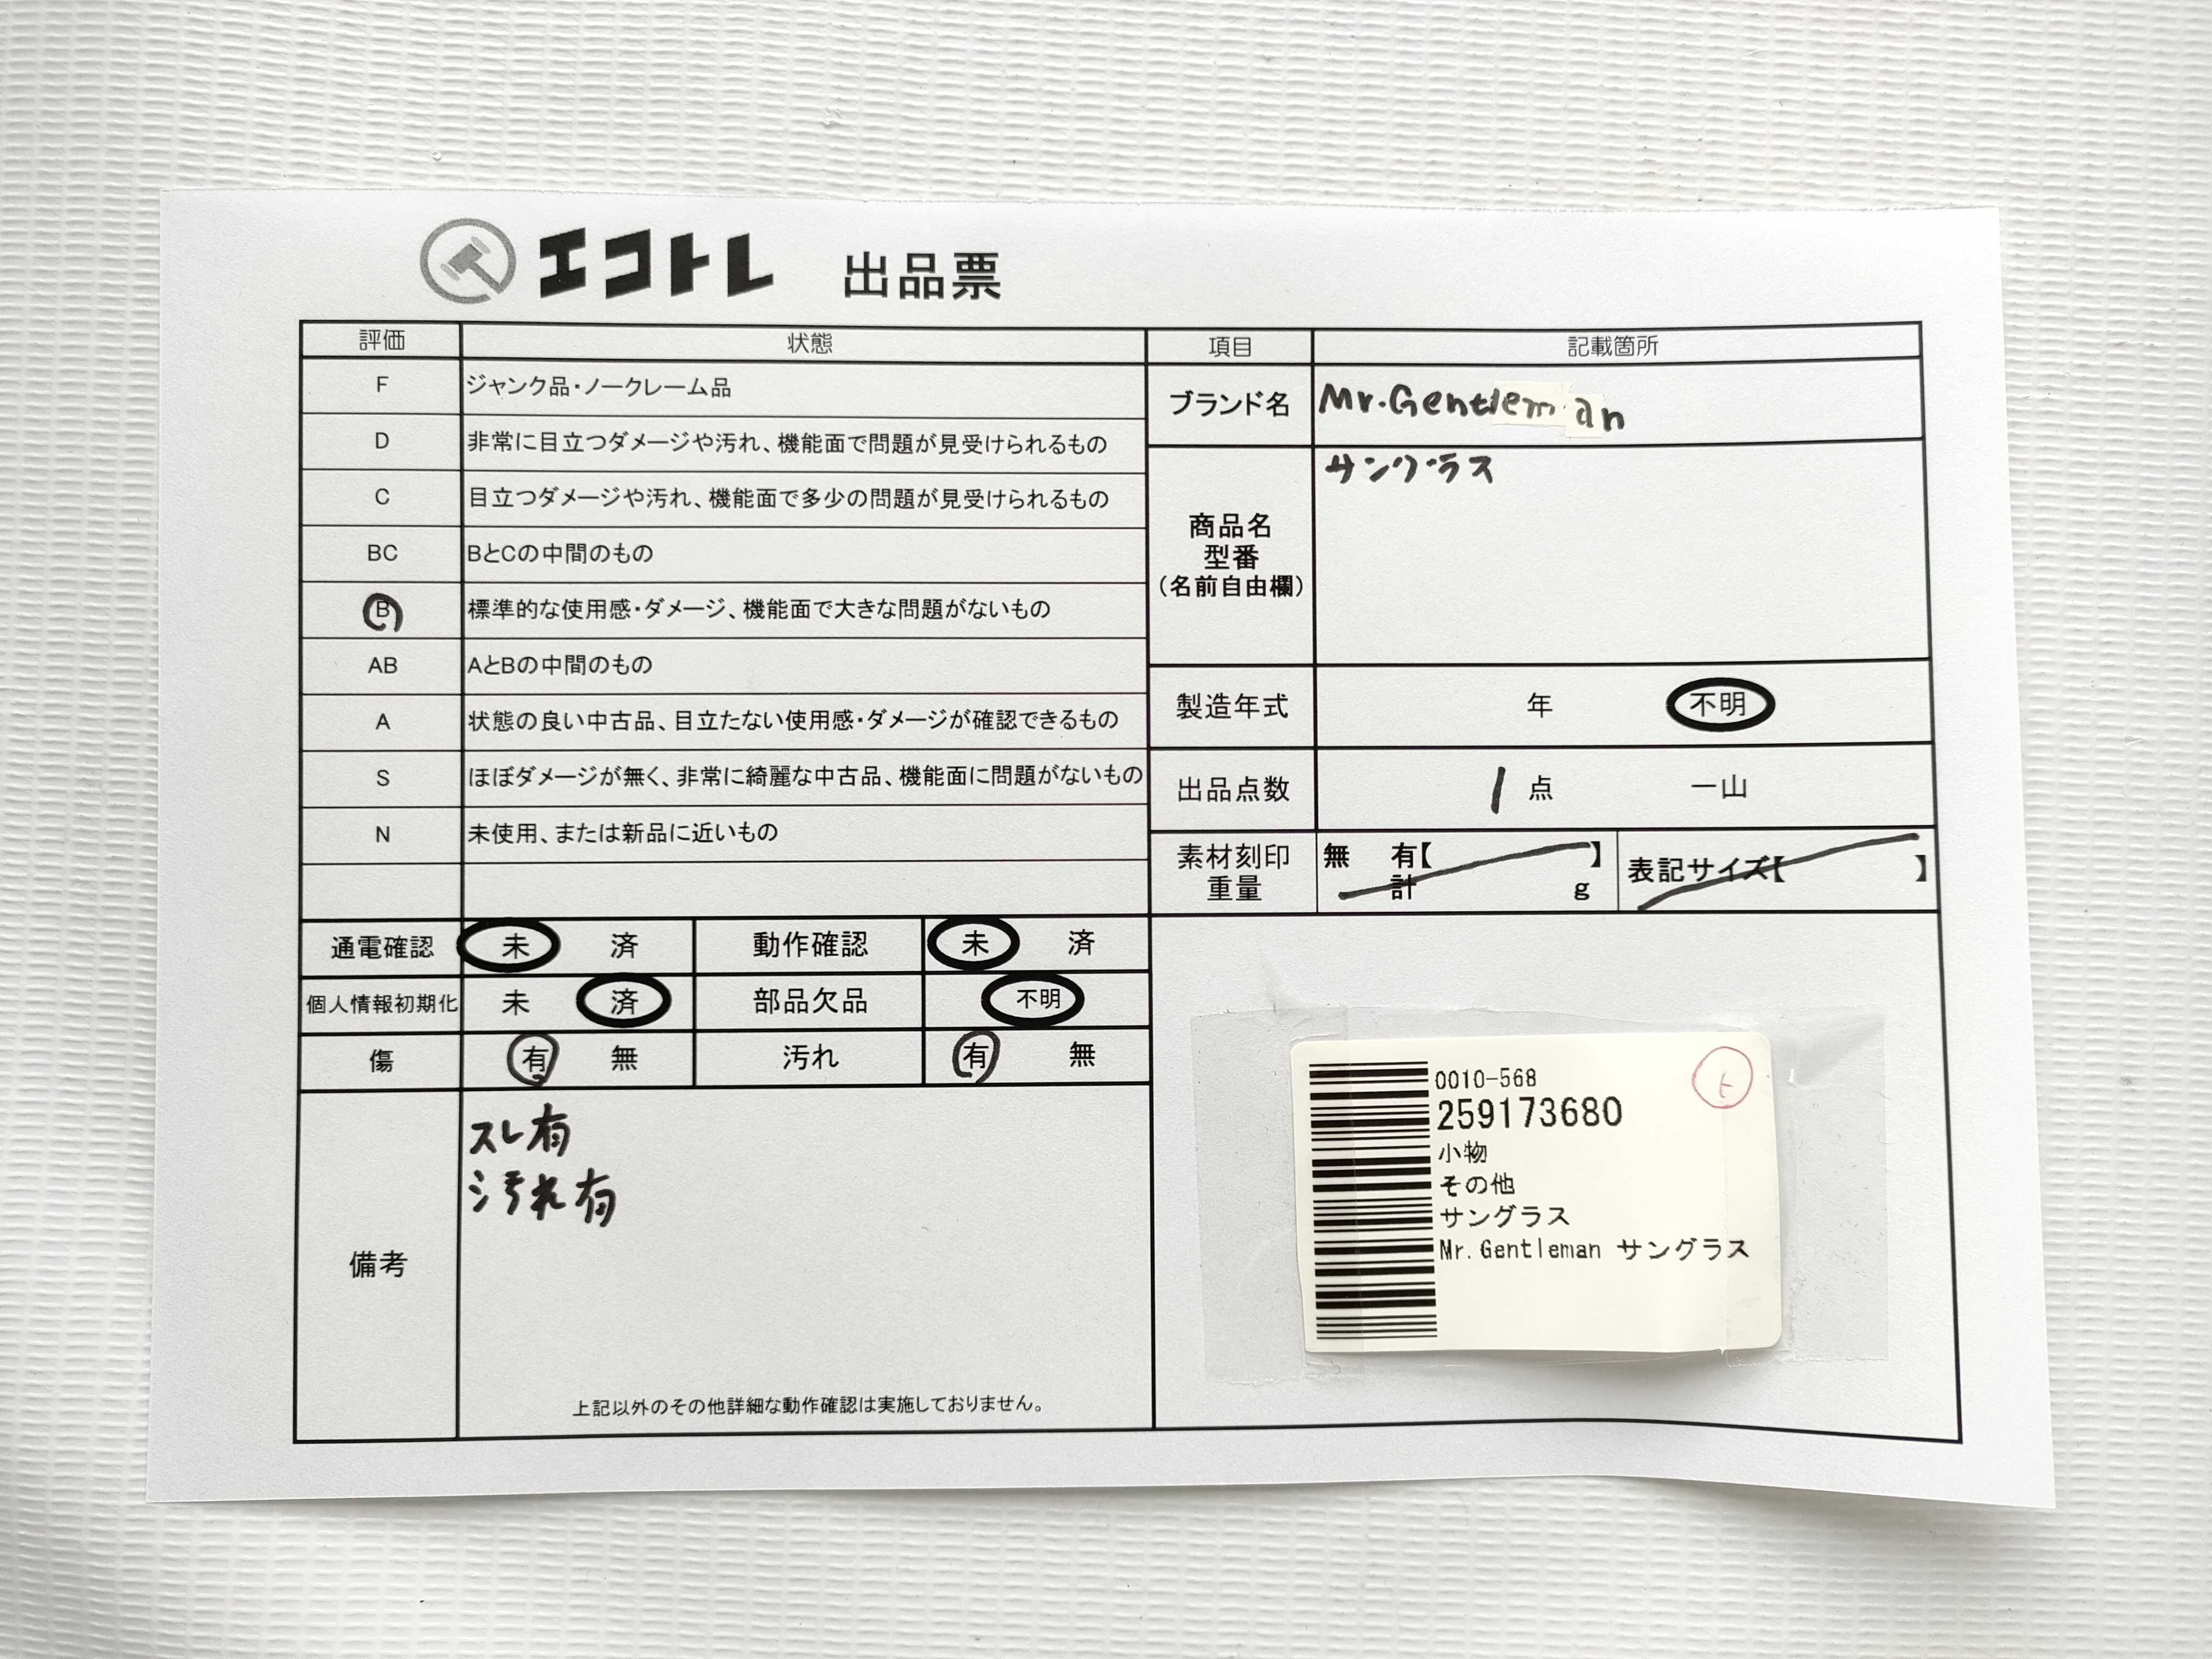 エコトレ 出品票
評価 状態
F ジャンク品・ノークレーム品
D 非常に目立つダメージや汚れ、機能面で問題が見受けられるもの
C 目立つダメージや汚れ、機能面で多少の問題が見受けられるもの
BC BとCの中間のもの
B 標準的な使用感・ダメージ、機能面で大きな問題がないもの
AB AとBの中間のもの
A 状態の良い中古品、目立たない使用感・ダメージが確認できるもの
S ほぼダメージが無く、非常に綺麗な中古品、機能面に問題がないもの
N 未使用、または新品に近いもの
通電確認 未 済 動作確認 未 済
個人情報初期化 未 済 部品欠品 不明
傷 有 無 汚れ 有 無
備考
スレ有
汚れ有
上記以外のその他詳細な動作確認は実施しておりません。
項目 記載箇所
ブランド名 Mr.Gentleman
商品名
型番
(名前自由欄)
サングラス
製造年式 年 不明
出品点数 1 点 一山
素材刻印
重量
無 有【 】
計 g
表記サイズ【 】
0010-568
259173680
小物
その他
サングラス
Mr.Gentleman サングラス